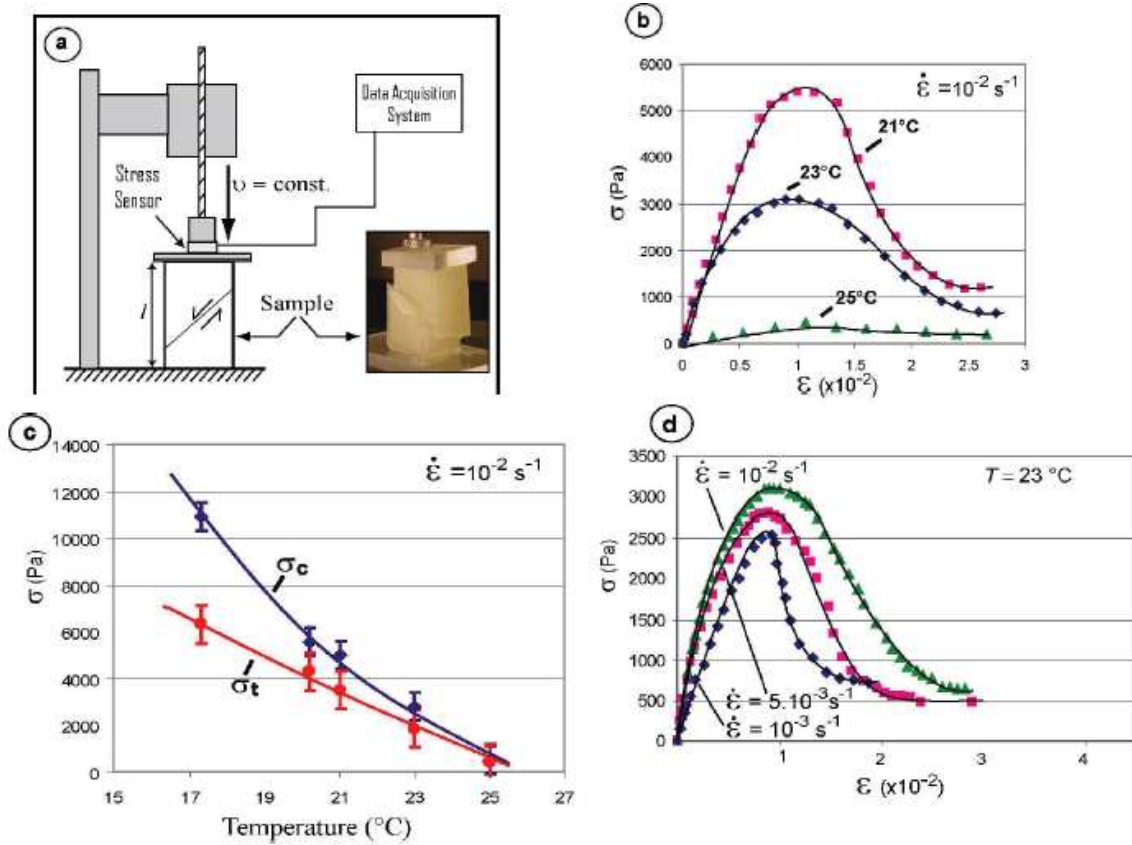 a
Data Acquisition
System
Stress
Sensor
υ = const.
l
Sample
b
ε̇ =10⁻² s⁻¹
6000
5000
4000
3000
2000
1000
0
σ (Pa)
21°C
23°C
25°C
0
0.5
1
1.5
2
2.5
3
ε (x10⁻²)
c
ε̇ =10⁻² s⁻¹
14000
12000
10000
8000
6000
4000
2000
0
σ (Pa)
σc
σt
15
17
19
21
23
25
27
Temperature (°C)
d
ε̇ = 10⁻² s⁻¹
T = 23 °C
3500
3000
2500
2000
1500
1000
500
0
σ (Pa)
ε̇ = 5.10⁻³s⁻¹
ε̇ = 10⁻³ s⁻¹
1
2
3
4
ε (x10⁻²)